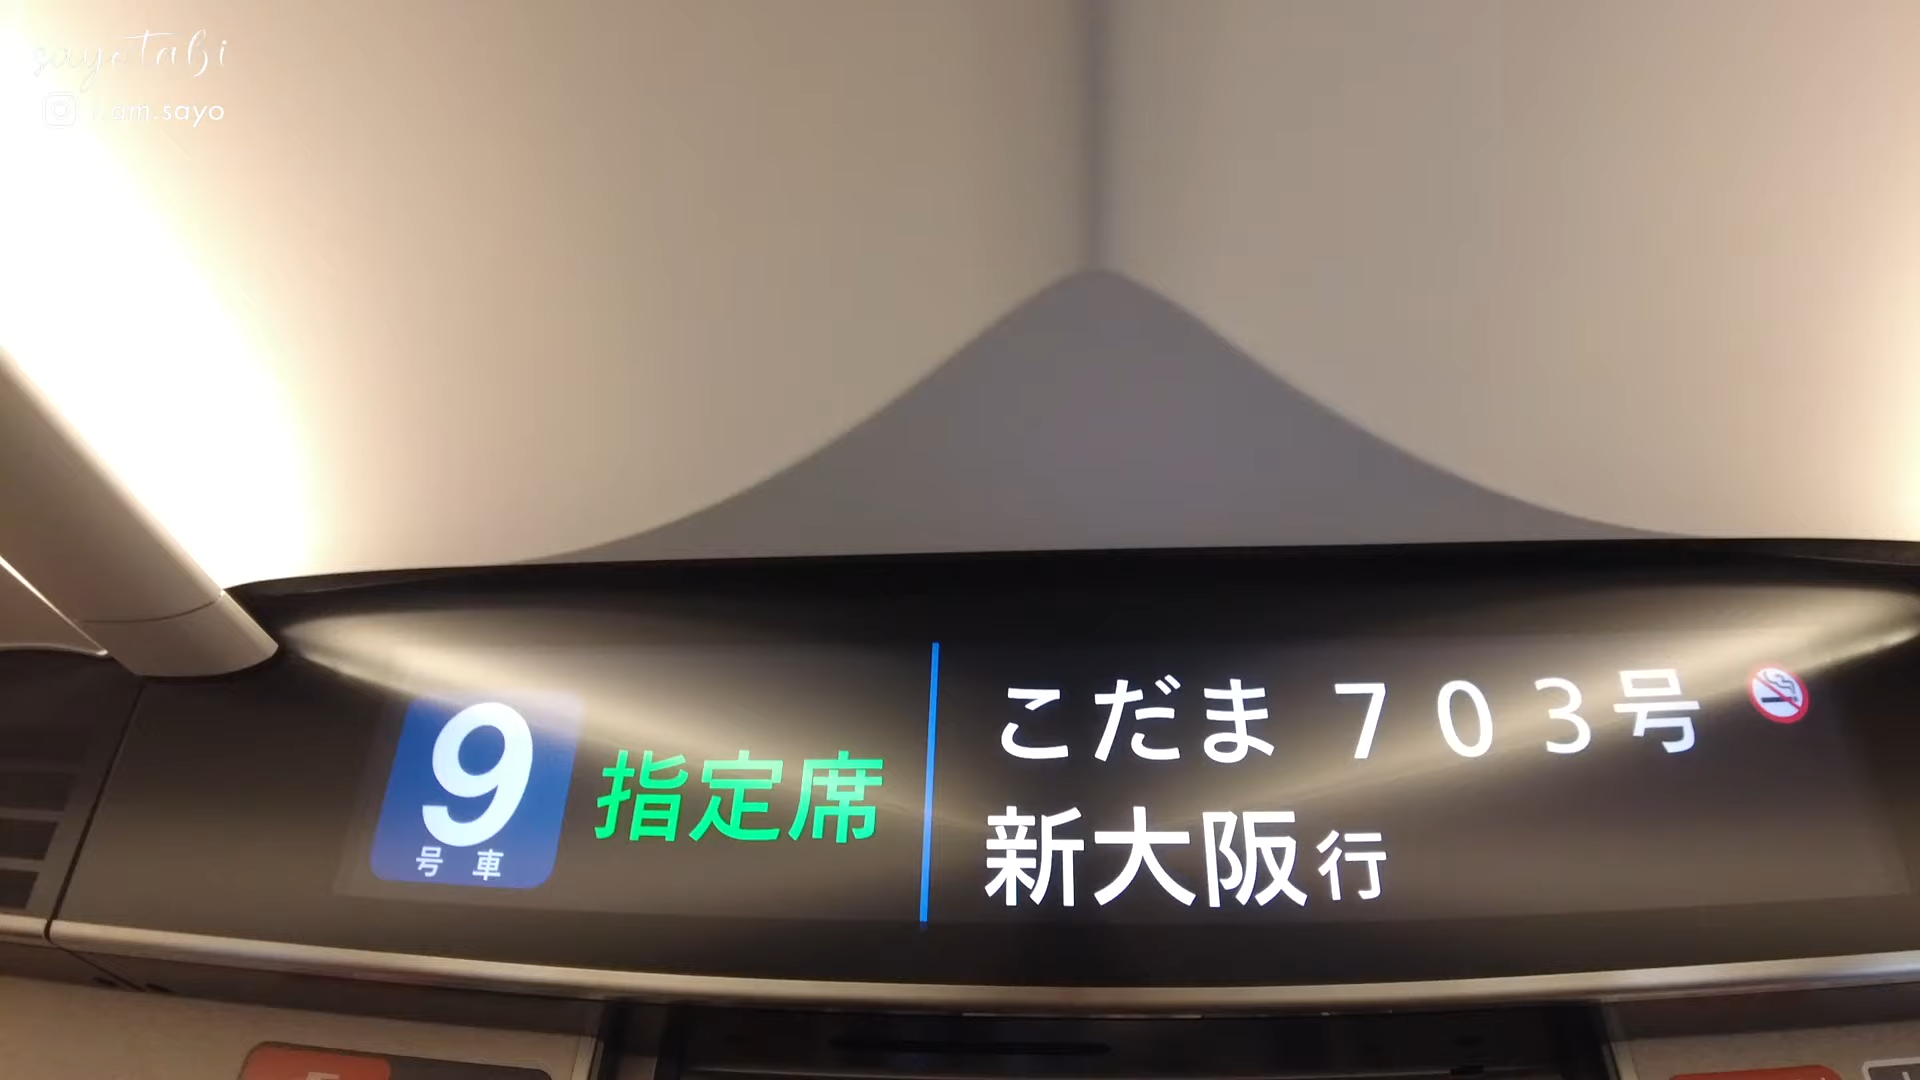 sayotabi
i.am.sayo
こだま 703号
9 指定席
号車
新大阪行